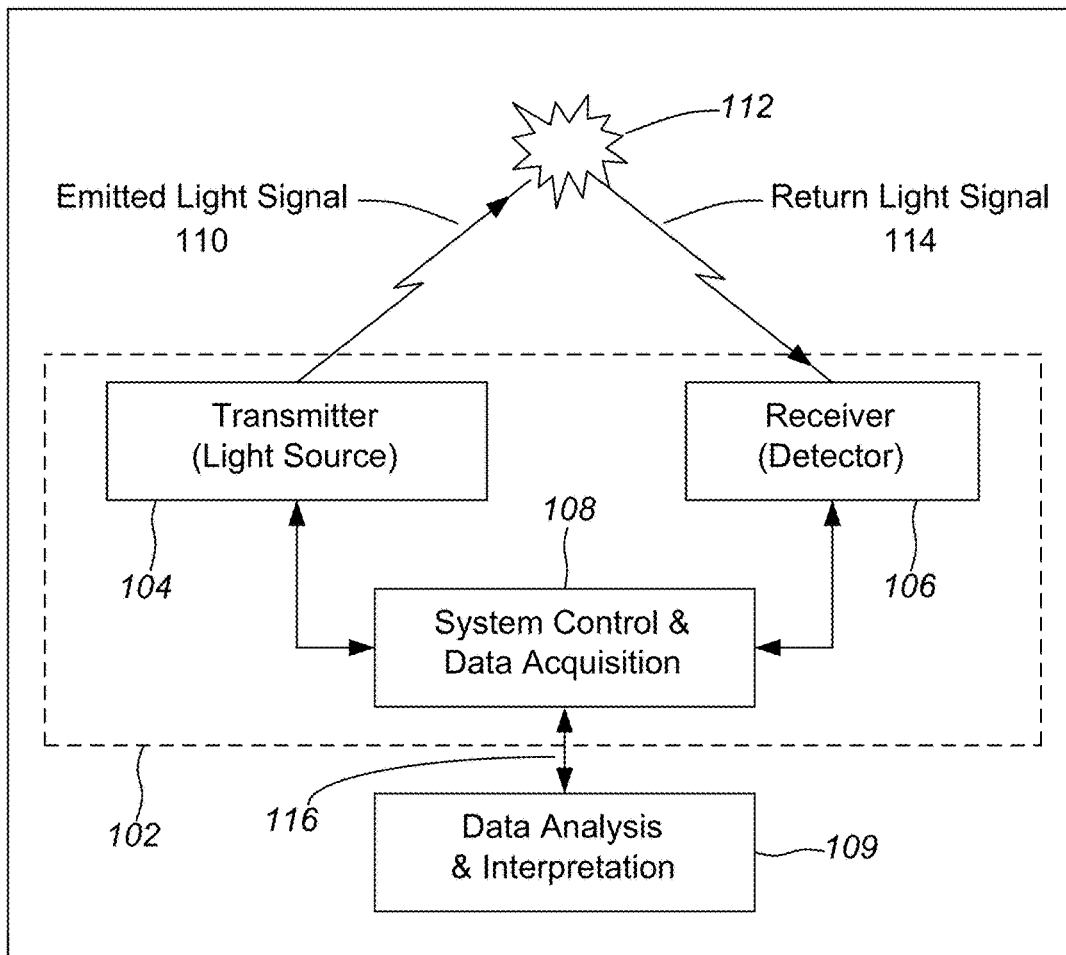 112
Emitted Light Signal
110
Return Light Signal
114
Transmitter
(Light Source)
Receiver
(Detector)
104
108
106
System Control &
Data Acquisition
102
116
Data Analysis
& Interpretation
109